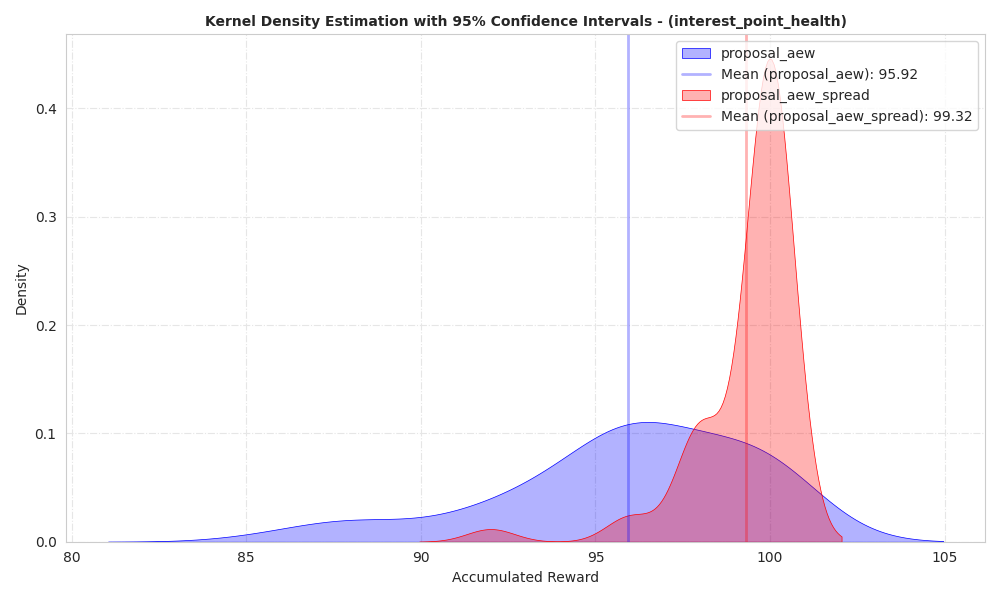 Kernel Density Estimation with 95% Confidence Intervals - (interest_point_health)
proposal_aew
Mean (proposal_aew): 95.92
proposal_aew_spread
Mean (proposal_aew_spread): 99.32
Density
0.4
0.3
0.2
0.1
0.0
80
85
90
95
100
105
Accumulated Reward